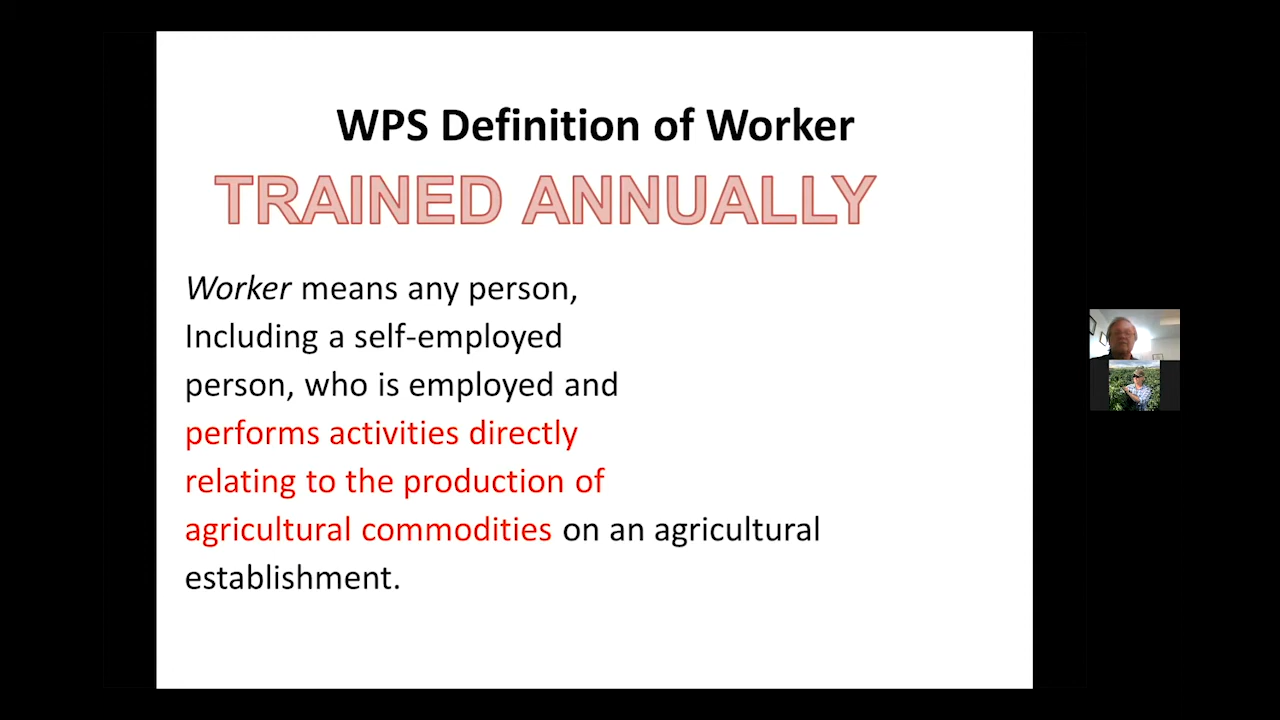 WPS Definition of Worker
TRAINED ANNUALLY
Worker means any person,
Including a self-employed
person, who is employed and
performs activities directly
relating to the production of
agricultural commodities on an agricultural
establishment.